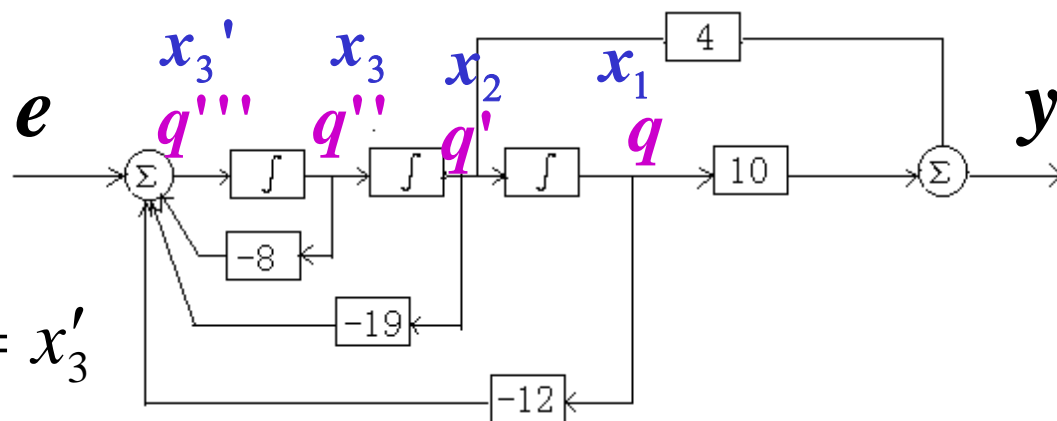 4
x₃' x₃ x₂ x₁
e q''' q'' q' q y
Σ ∫ ∫ ∫ 10 Σ
-8
-19
= x₃′
-12